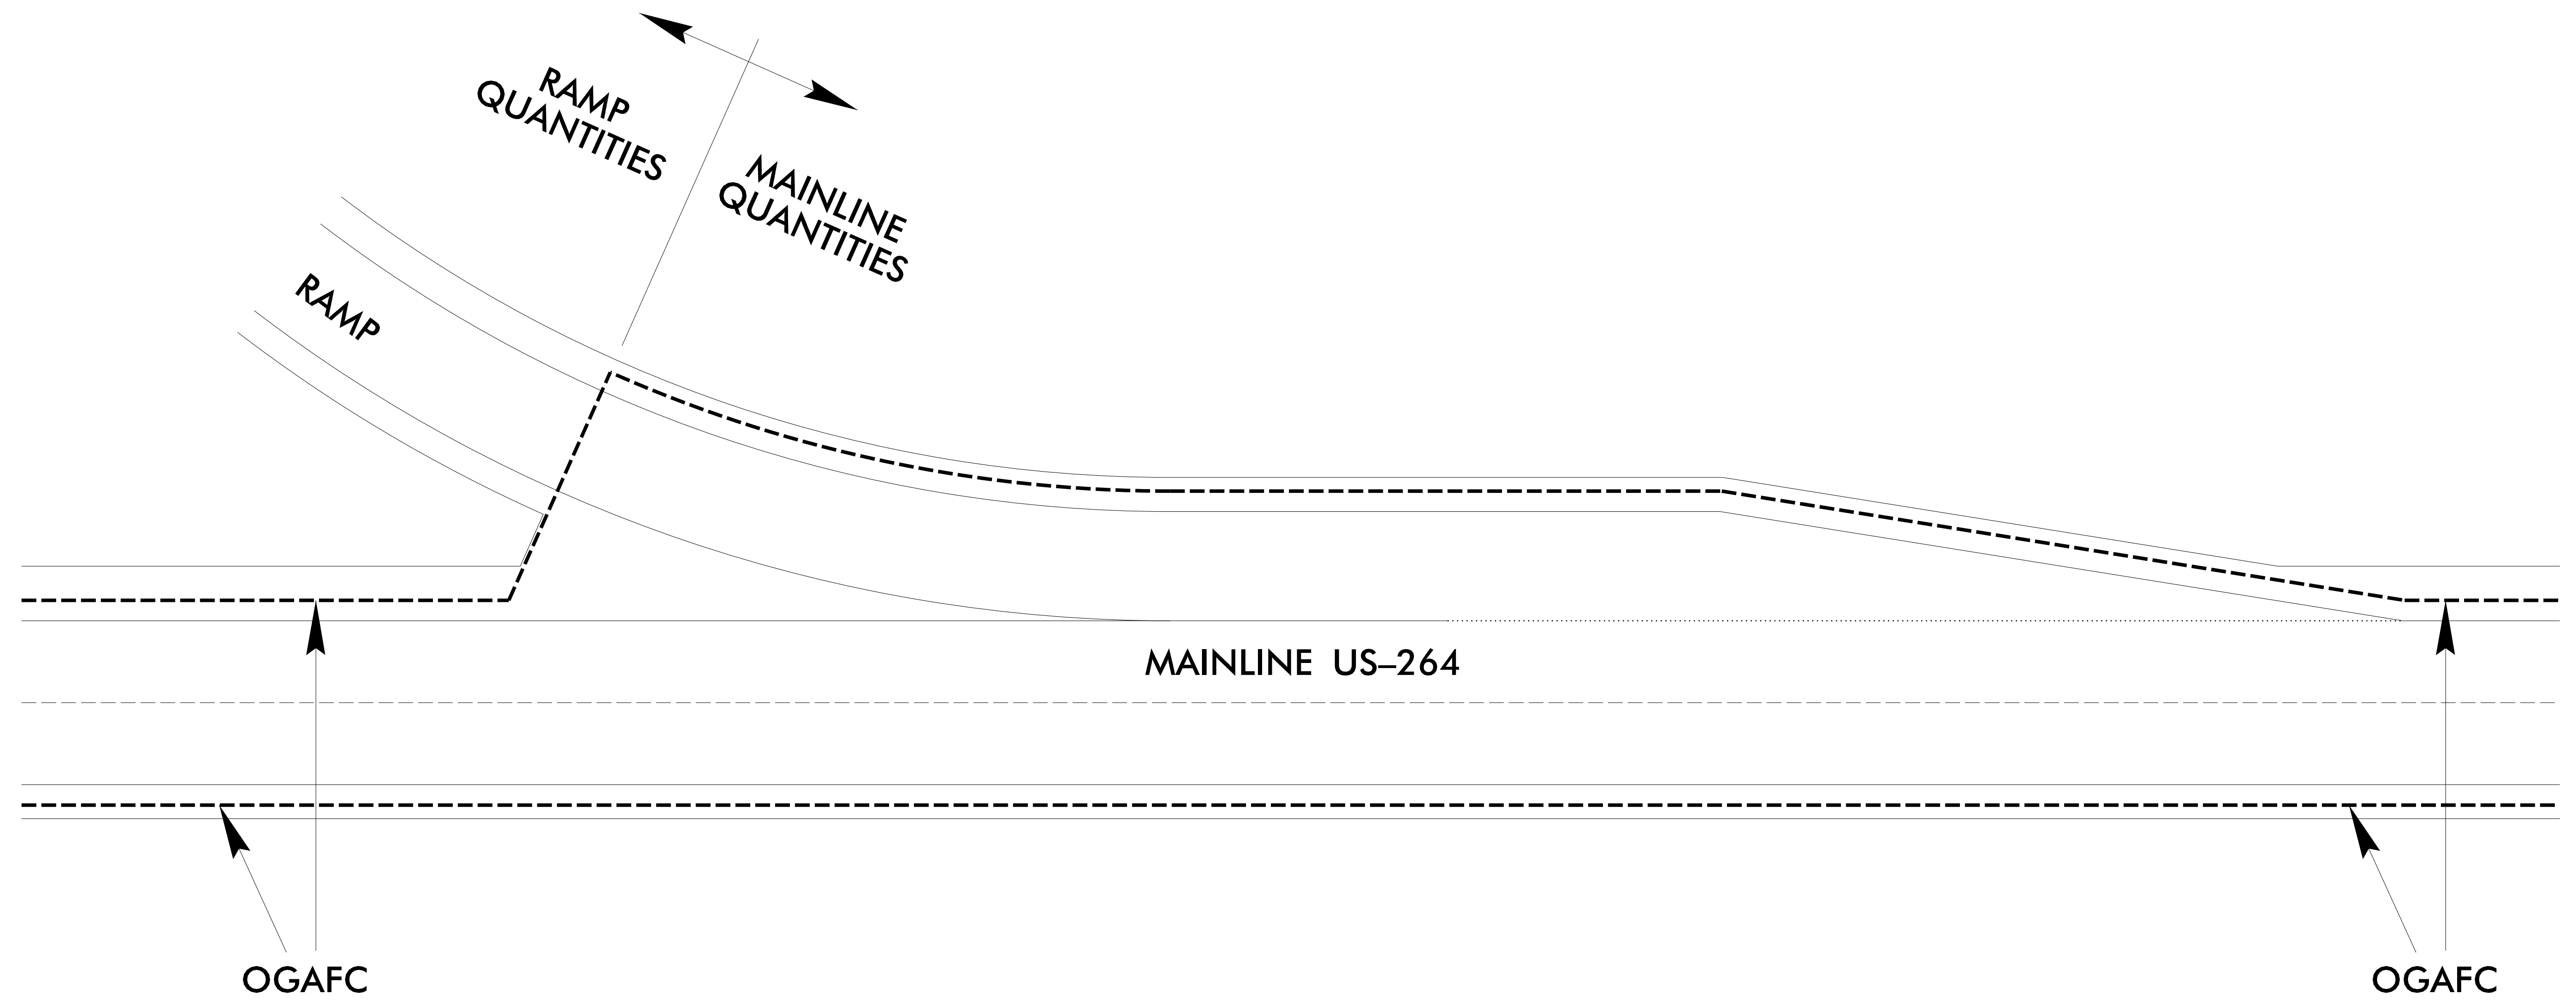 RAMP
QUANTITIES
MAINLINE
QUANTITIES
RAMP
MAINLINE US–264
OGAFC
OGAFC